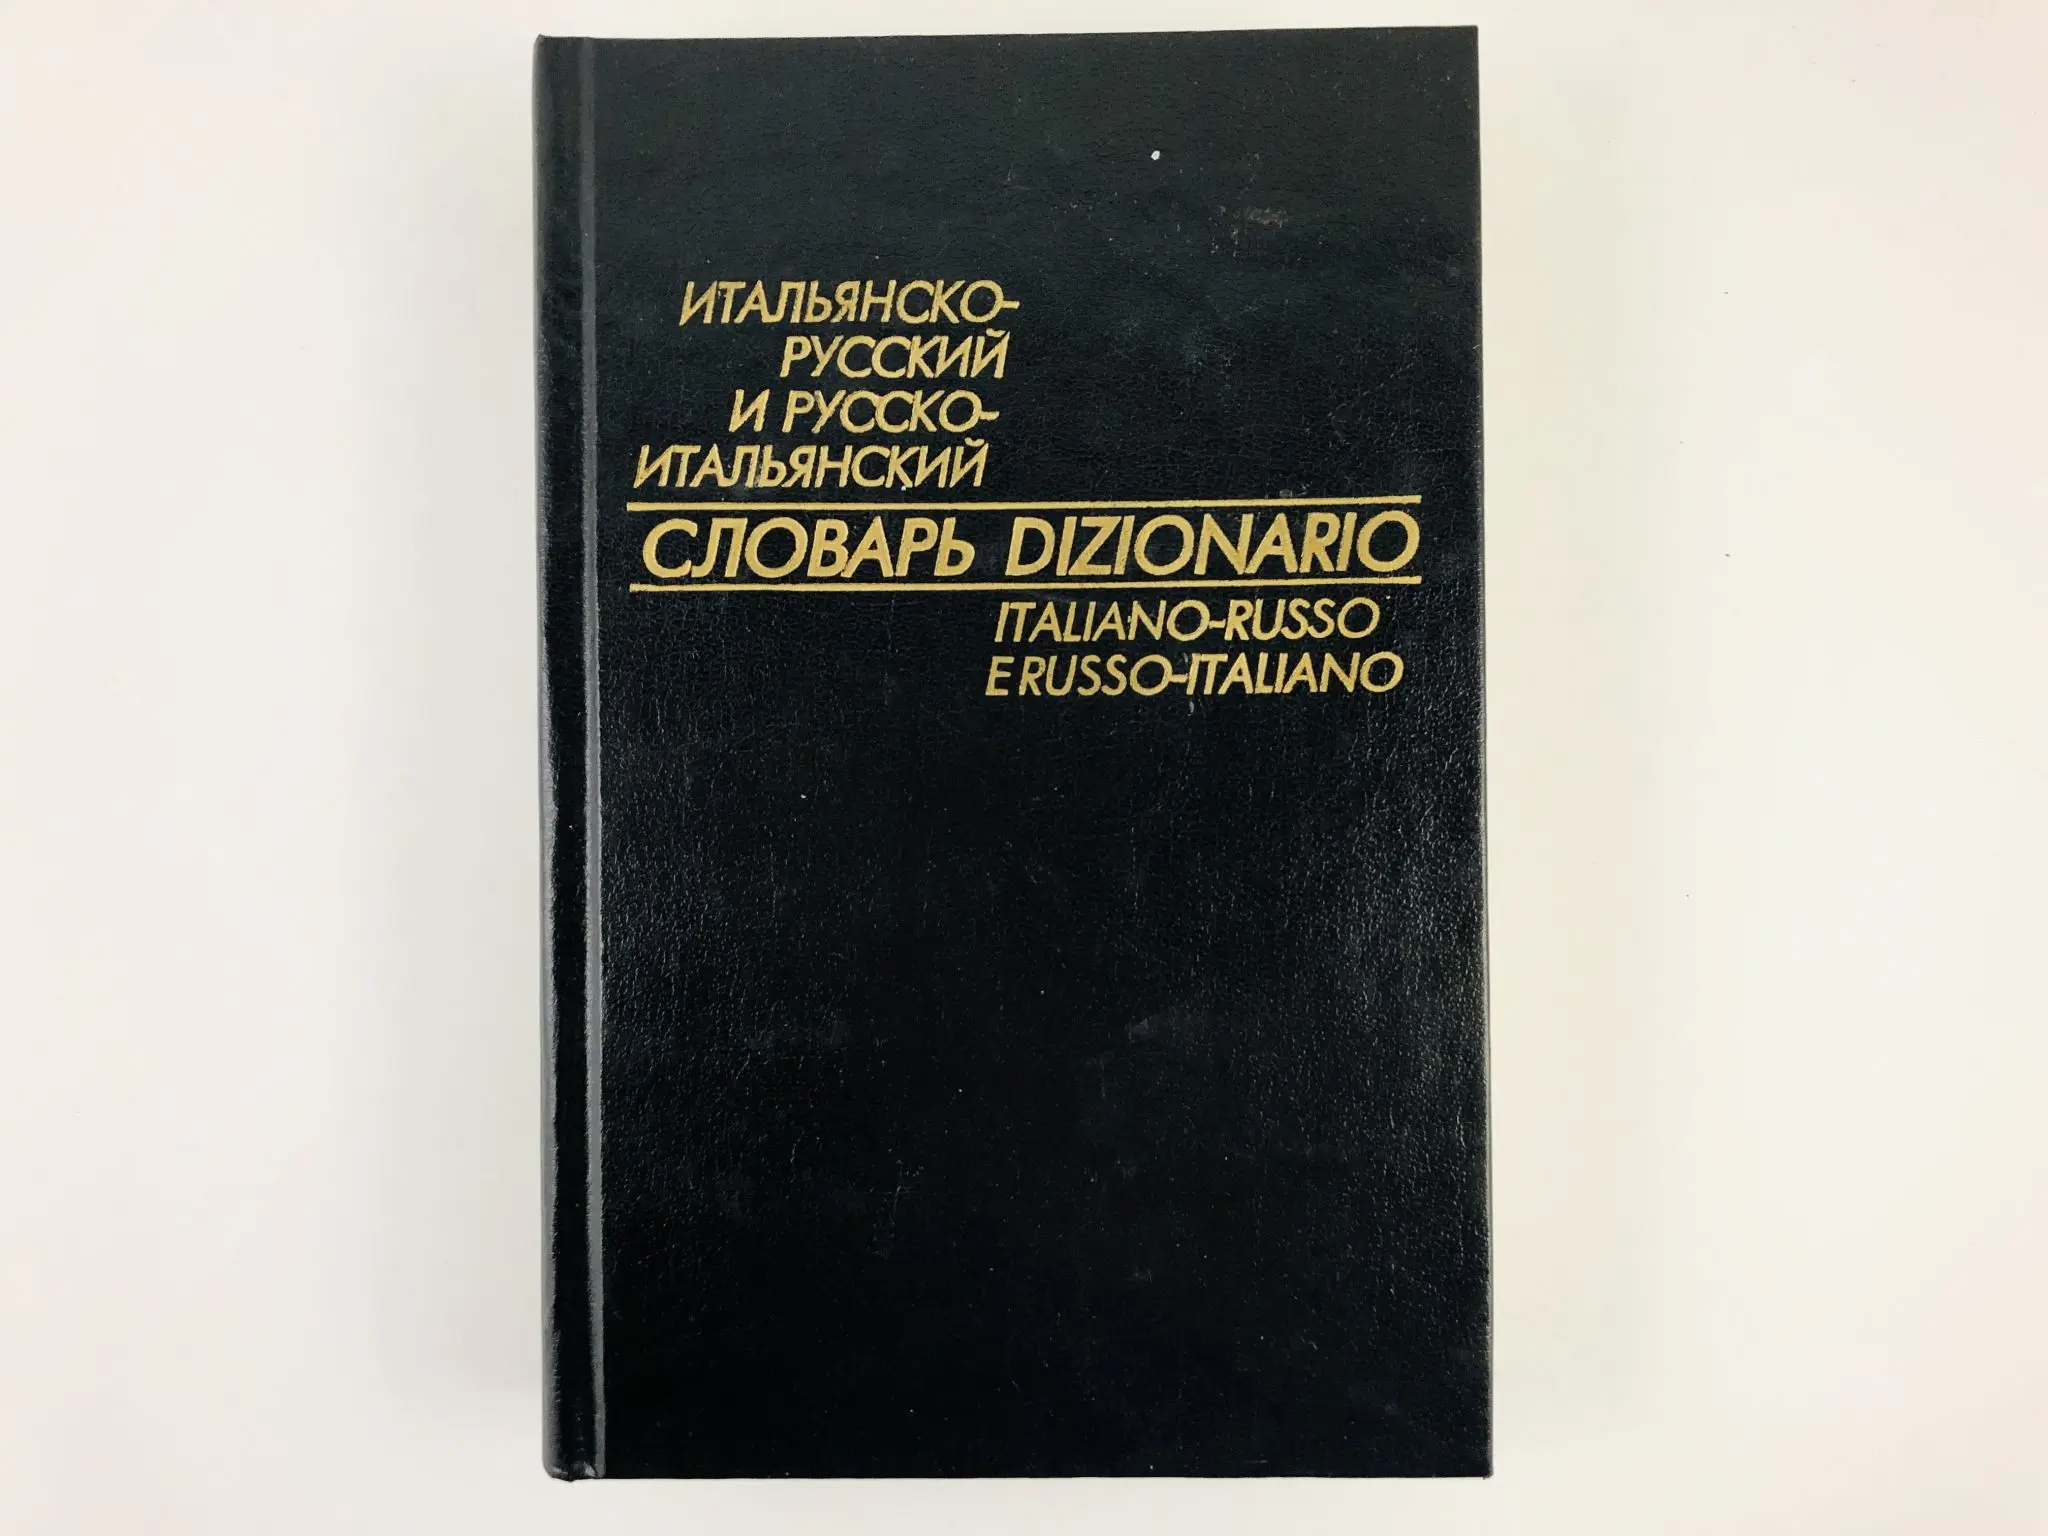 ИТАЛЬЯНСКО-
РУССКИЙ
И РУССКО-
ИТАЛЬЯНСКИЙ
СЛОВАРЬ DIZIONARIO
ITALIANO-RUSSO
E RUSSO-ITALIANO